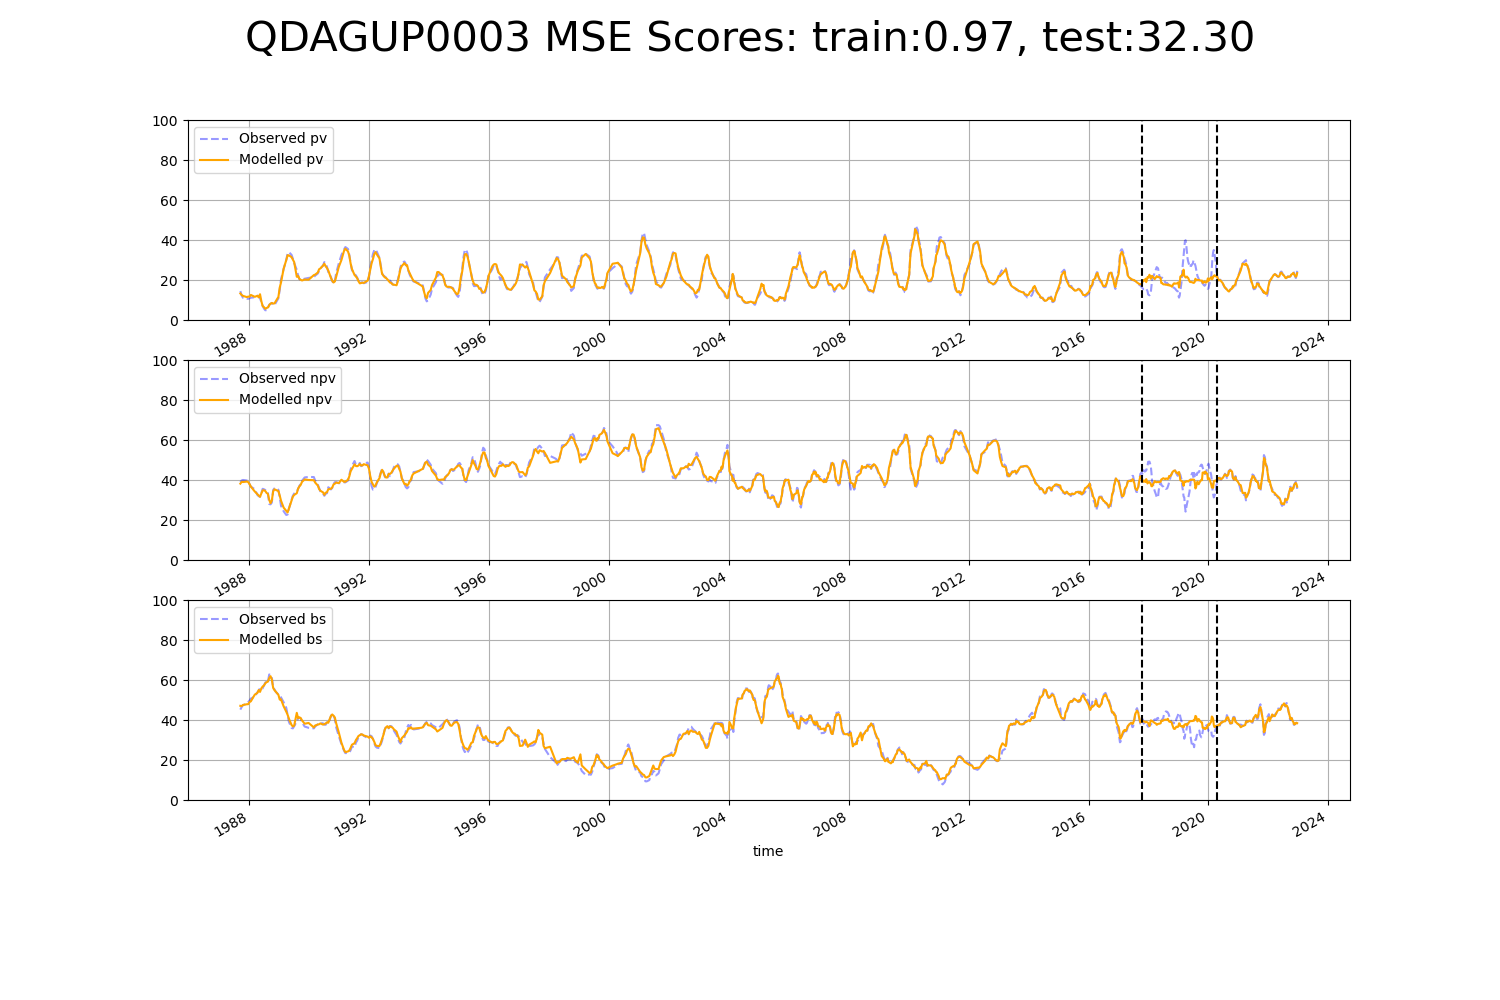 QDAGUP0003 MSE Scores: train:0.97, test:32.30
100
80
60
40
20
0
Observed pv
Modelled pv
1988 1992 1996 2000 2004 2008 2012 2016 2020 2024
100
80
60
40
20
0
Observed npv
Modelled npv
1988 1992 1996 2000 2004 2008 2012 2016 2020 2024
100
80
60
40
20
0
Observed bs
Modelled bs
1988 1992 1996 2000 2004 2008 2012 2016 2020 2024
time